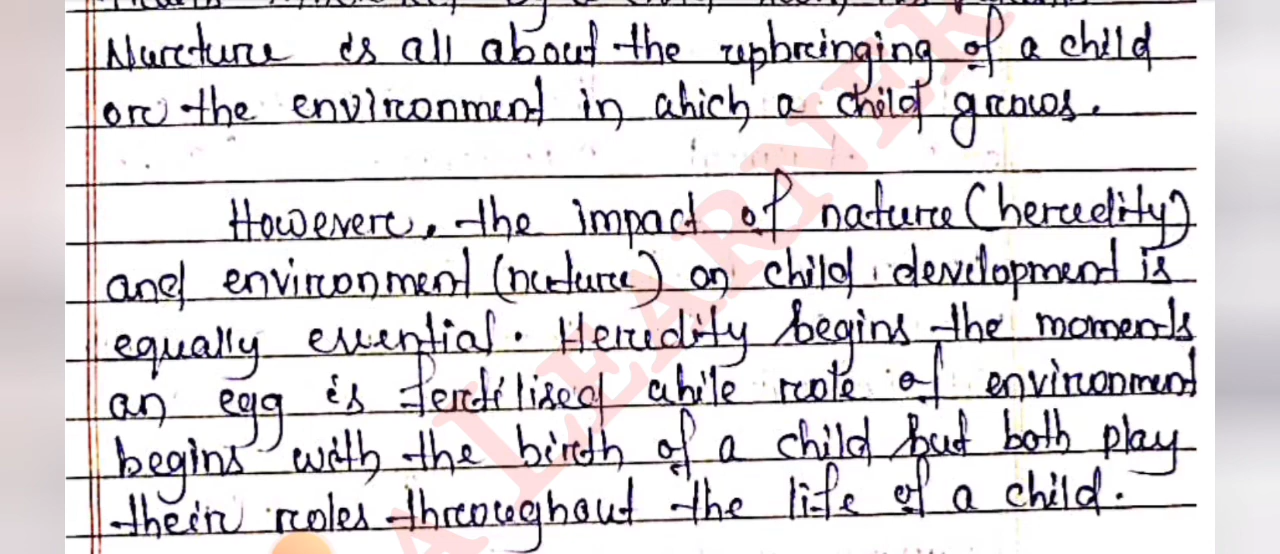 Nurture is all about the upbringing of a child
or the environment in which a child grows.
However, the impact of nature (heredity)
and environment (nurture) on child development is
equally essential. Heredity begins the moments
an egg is fertilised while role of environment
begins with the birth of a child but both play
their roles throughout the life of a child.
A LEARNER